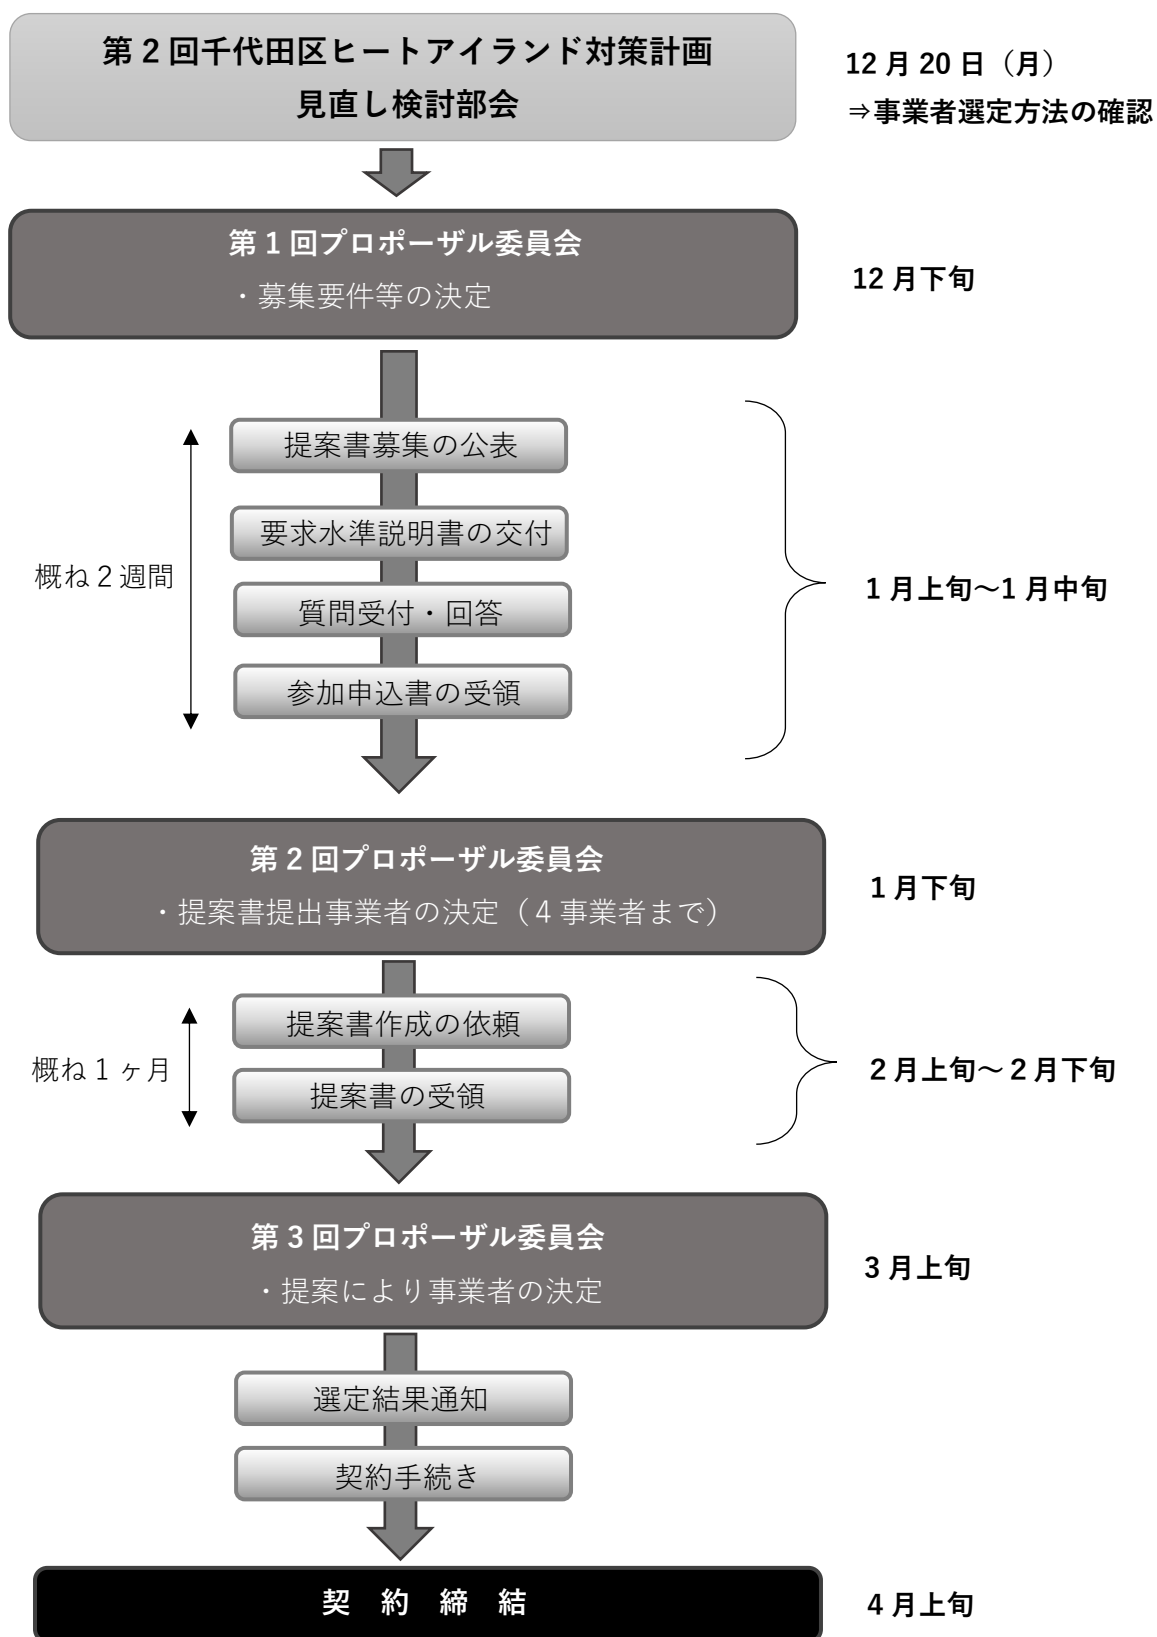 第２回千代田区ヒートアイランド対策計画
見直し検討部会
12月20日（月）
⇒事業者選定方法の確認
第１回プロポーザル委員会
・募集要件等の決定
12月下旬
提案書募集の公表
要求水準説明書の交付
概ね２週間
質問受付・回答
1月上旬～1月中旬
参加申込書の受領
第２回プロポーザル委員会
・提案書提出事業者の決定（４事業者まで）
1月下旬
提案書作成の依頼
概ね１ヶ月
2月上旬～2月下旬
提案書の受領
第３回プロポーザル委員会
・提案により事業者の決定
3月上旬
選定結果通知
契約手続き
契　約　締　結
4月上旬